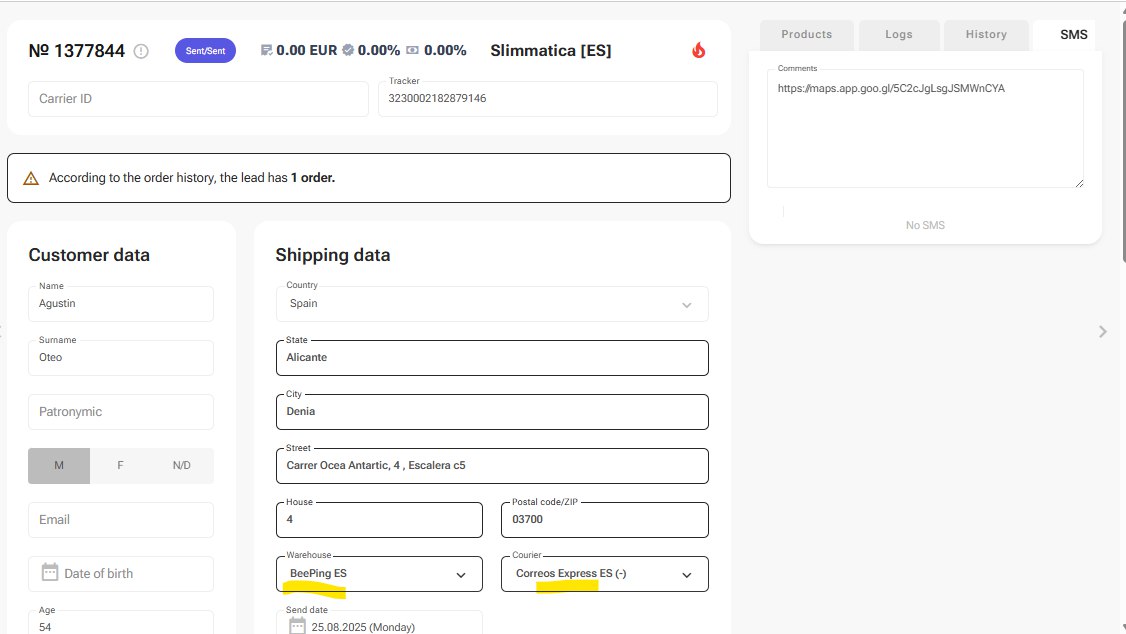 № 1377844 Sent/Sent 0.00 EUR 0.00% 0.00% Slimmatica [ES]
Carrier ID
Tracker
3230002182879146
According to the order history, the lead has 1 order.
Customer data
Name
Agustin
Surname
Oteo
Patronymic
M F N/D
Email
Date of birth
Age
54
Shipping data
Country
Spain
State
Alicante
City
Denia
Street
Carrer Ocea Antartic, 4 , Escalera c5
House
4
Postal code/ZIP
03700
Warehouse
BeePing ES
Courier
Correos Express ES (-)
Send date
25.08.2025 (Monday)
Products Logs History SMS
Comments
https://maps.app.goo.gl/5C2cJgLsgJSMWnCYA
No SMS